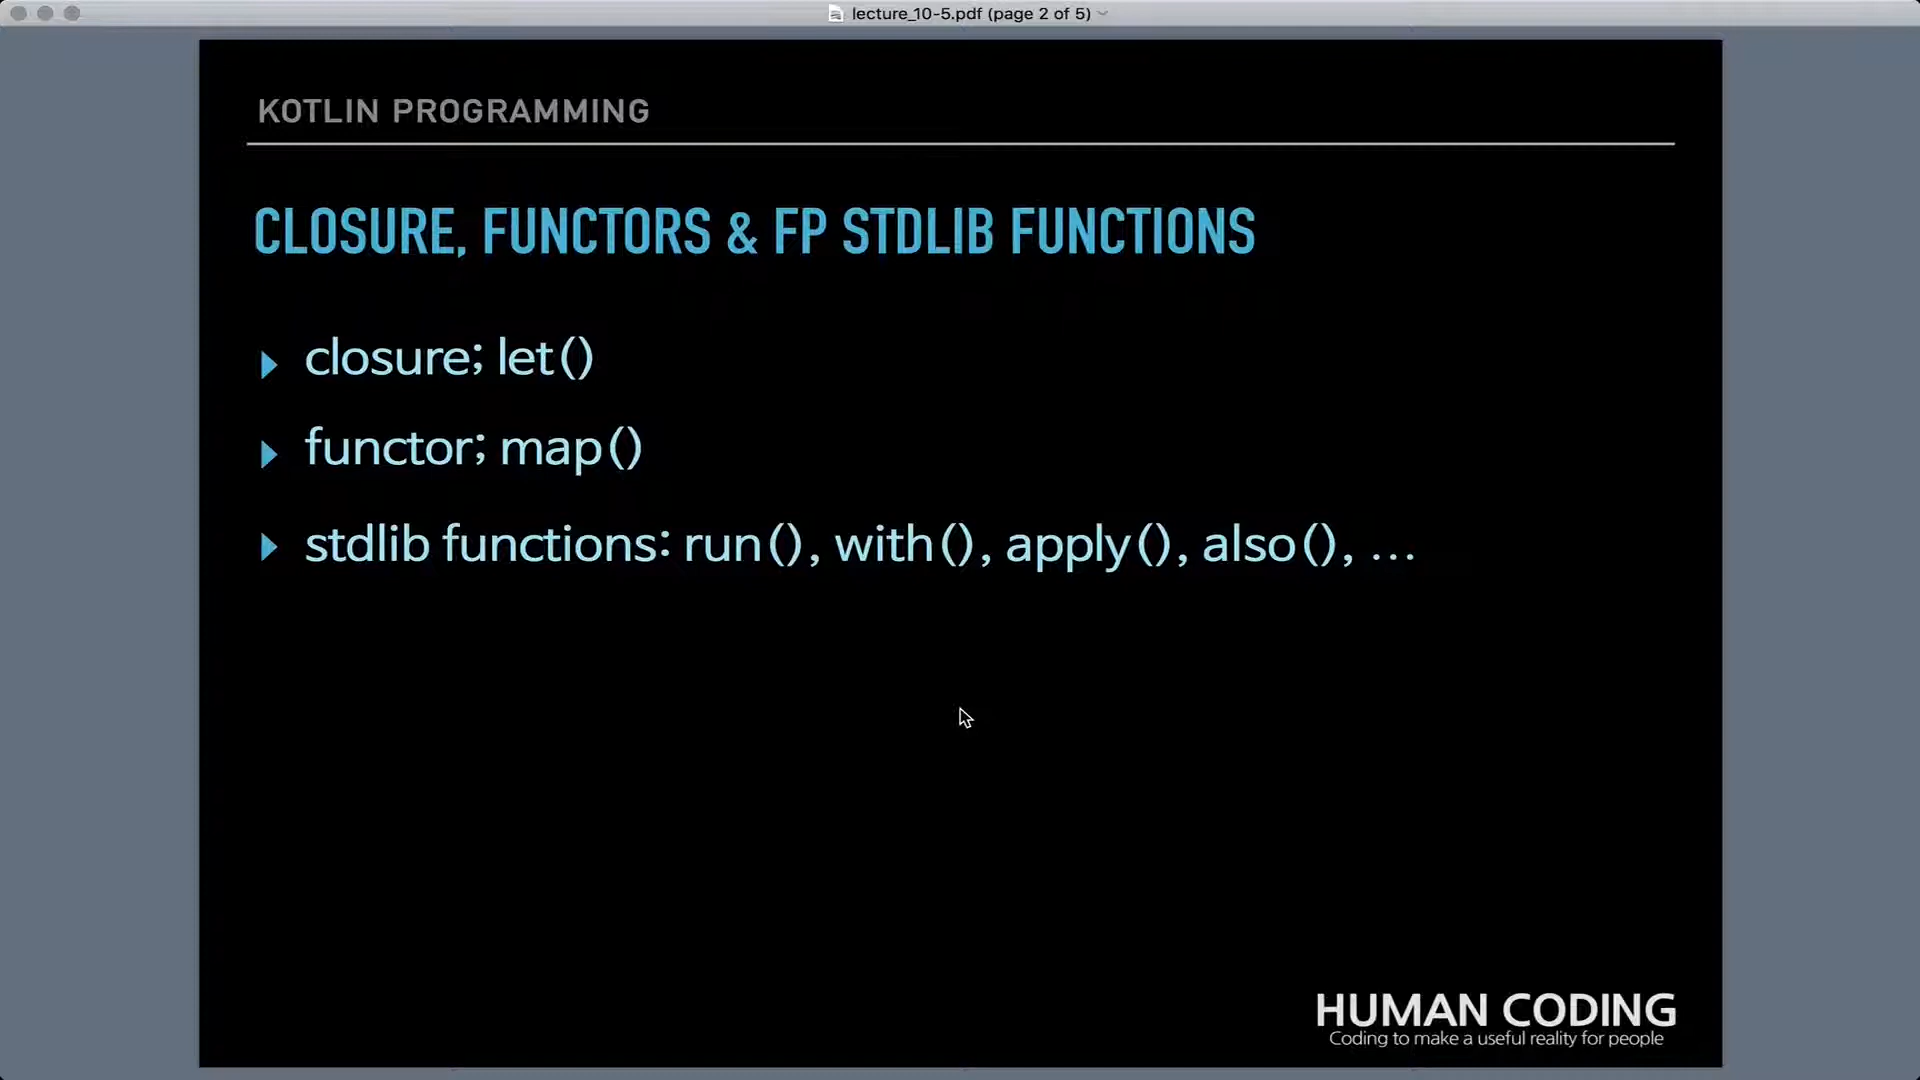 lecture_10-5.pdf (page 2 of 5)
KOTLIN PROGRAMMING
CLOSURE, FUNCTORS & FP STDLIB FUNCTIONS
closure; let()
functor; map()
stdlib functions: run(), with(), apply(), also(), …
HUMAN CODING
Coding to make a useful reality for people